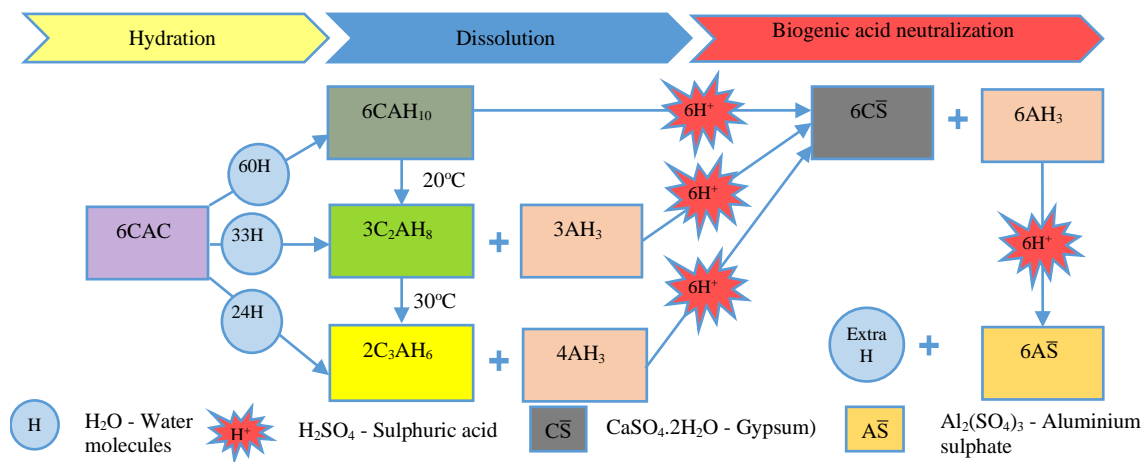 Hydration
Dissolution
Biogenic acid neutralization
6CAH₁₀
6H⁺
6CS̅
+
6AH₃
60H
20°C
6H⁺
6CAC
33H
3C₂AH₈
+
3AH₃
6H⁺
24H
30°C
6H⁺
2C₃AH₆
+
4AH₃
Extra
H
+
6AS̅
H
H₂O - Water
molecules
H⁺
H₂SO₄ - Sulphuric acid
CS̅
CaSO₄.2H₂O - Gypsum)
AS̅
Al₂(SO₄)₃ - Aluminium
sulphate